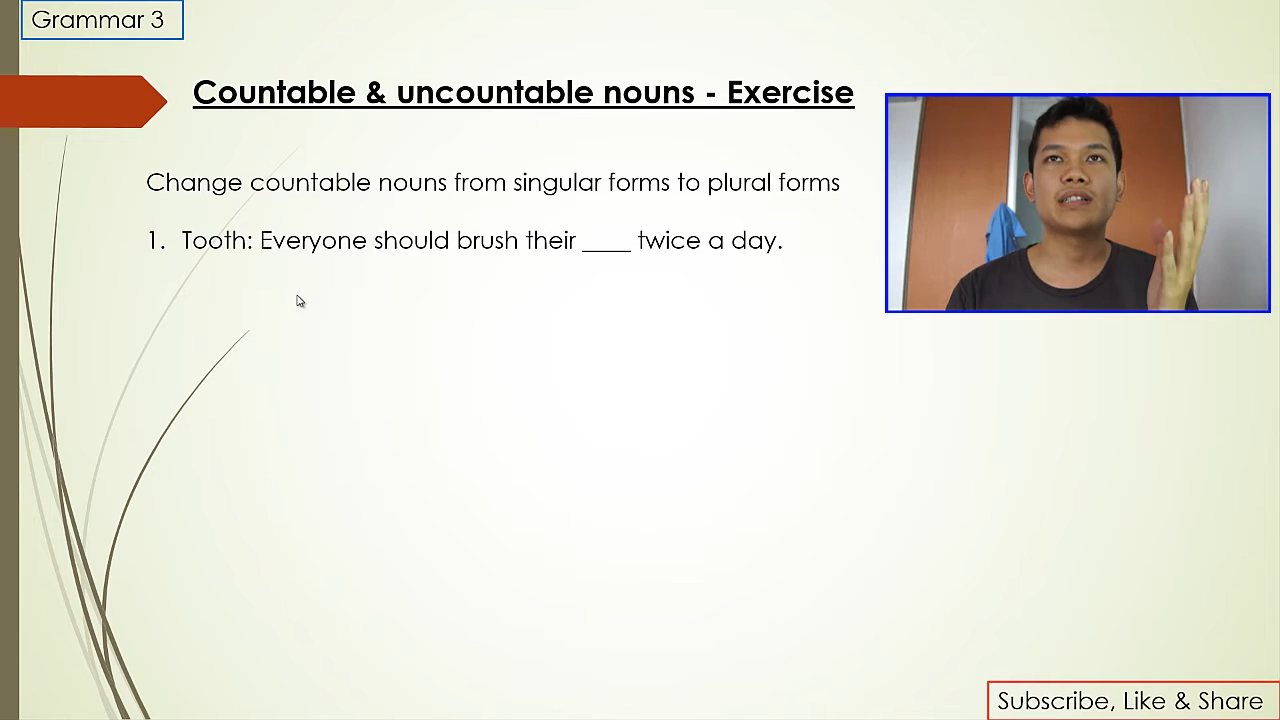 Grammar 3
Countable & uncountable nouns - Exercise
Change countable nouns from singular forms to plural forms
1. Tooth: Everyone should brush their ____ twice a day.
Subscribe, Like & Share